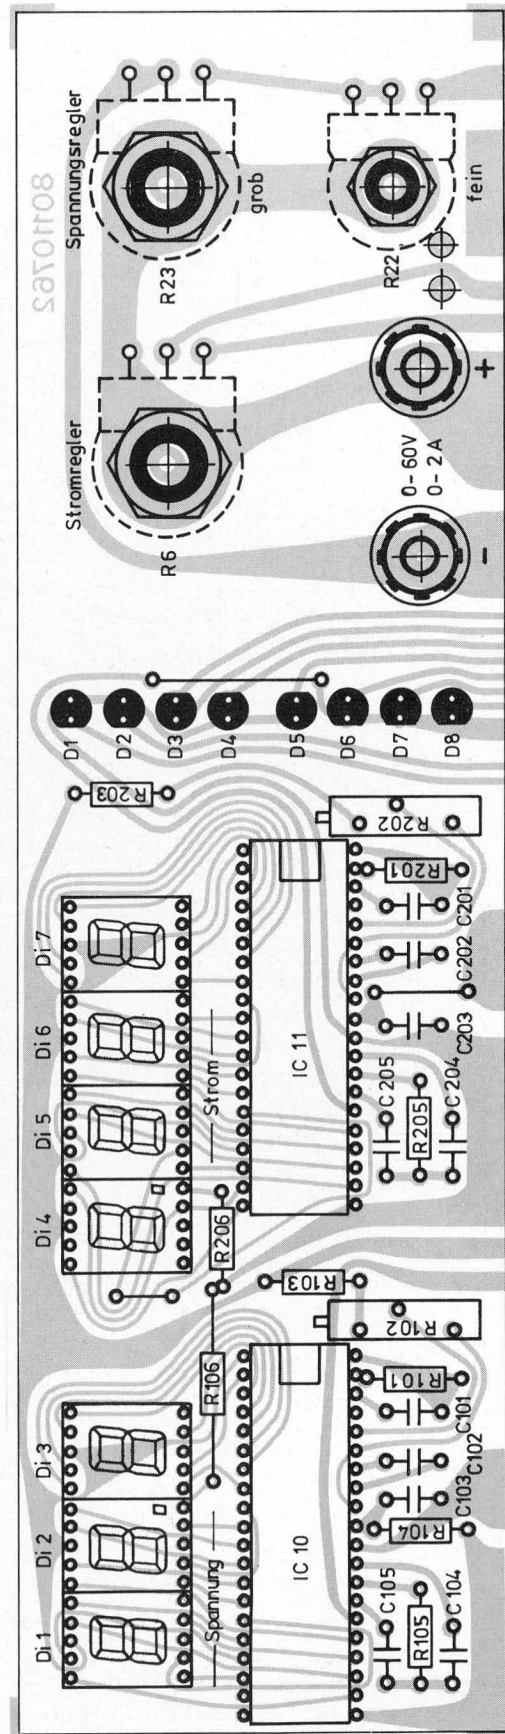 Spannungsregler
grob
R23
fein
R22
80110762
Stromregler
R6
+
0-60V
0-2A
-
D1
D2
D3
D4
D5
D6
D7
D8
R203
R202
R201
C201
C202
C203
Di 7
Di 6
Di 5
Di 4
Strom
IC 11
C205
R205
C204
R206
R103
R102
R106
R101
C101
C102
C103
R104
Di 3
Di 2
Di 1
Spannung
IC 10
C105
R105
C104